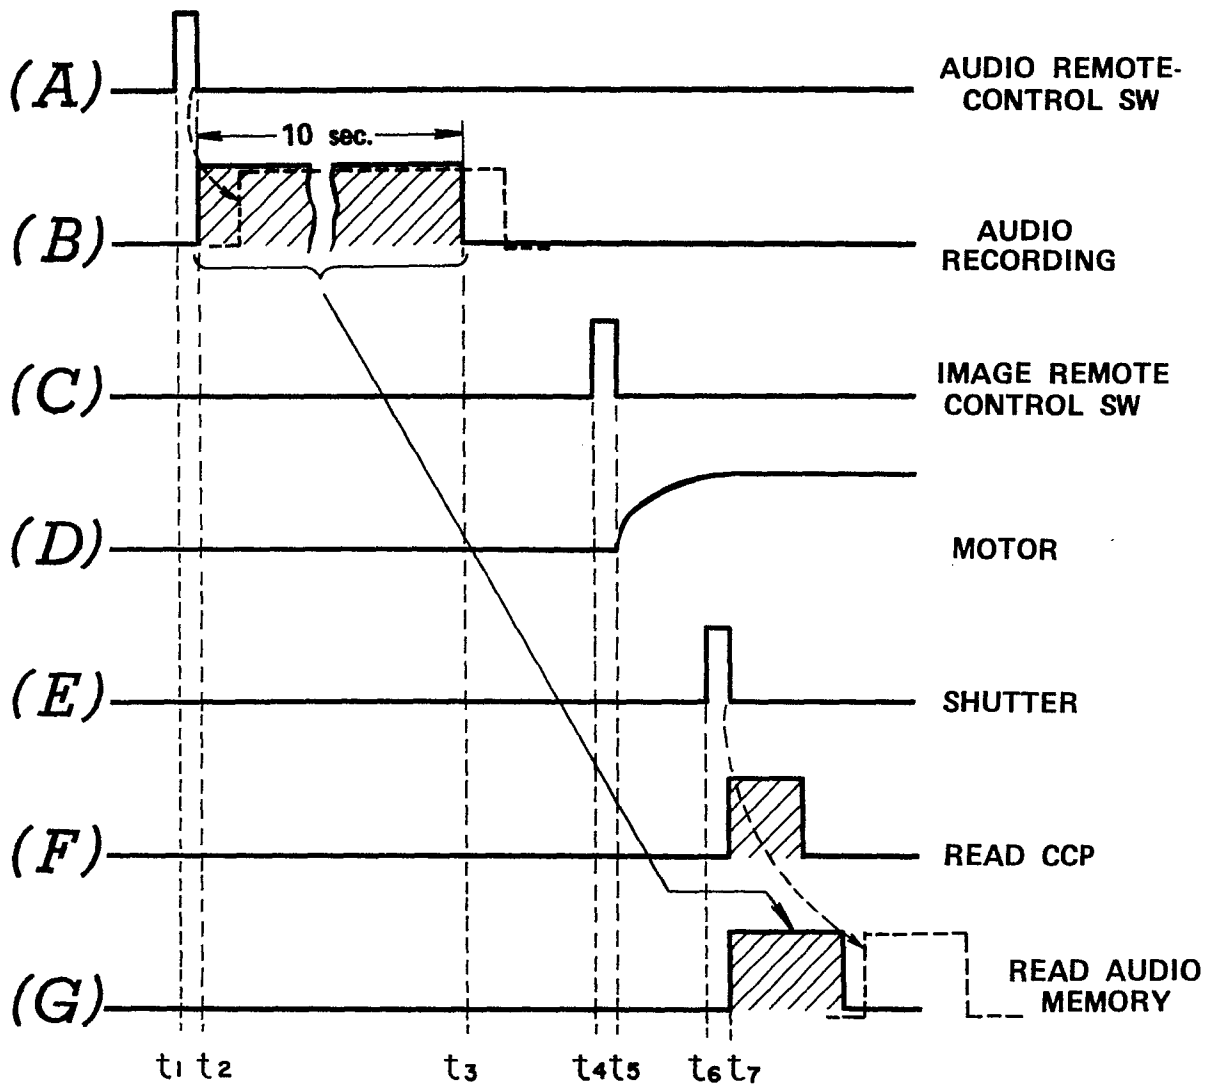 (A) AUDIO REMOTE-
CONTROL SW
10 sec.
(B) AUDIO
RECORDING
(C) IMAGE REMOTE
CONTROL SW
(D) MOTOR
(E) SHUTTER
(F) READ CCP
(G) READ AUDIO
MEMORY
t1 t2 t3 t4 t5 t6 t7